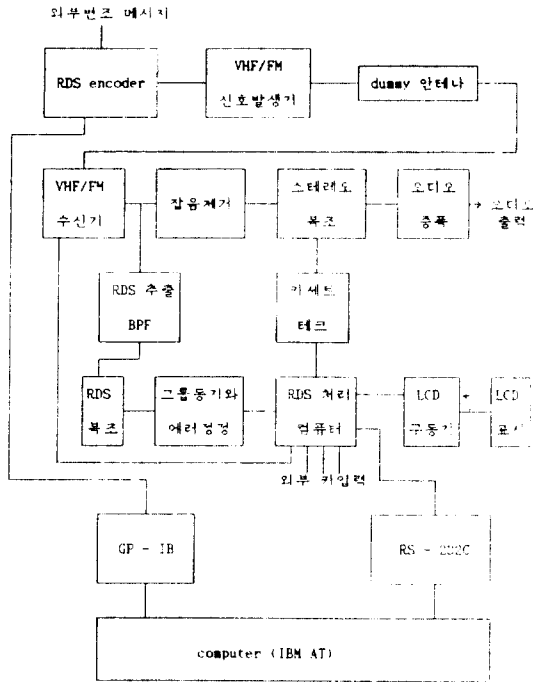 외부변조 메시지
RDS encoder
VHF/FM
신호발생기
dummy 안테나
VHF/FM
수신기
잡음제거
스테레오
복조
오디오
증폭
오디오
출력
RDS 추출
BPF
카세트
테크
RDS
복조
그룹동기와
에러정정
RDS 처리
컴퓨터
LCD
구동기
LCD
표시
외부 키입력
GP - IB
RS - 232C
computer (IBM AT)